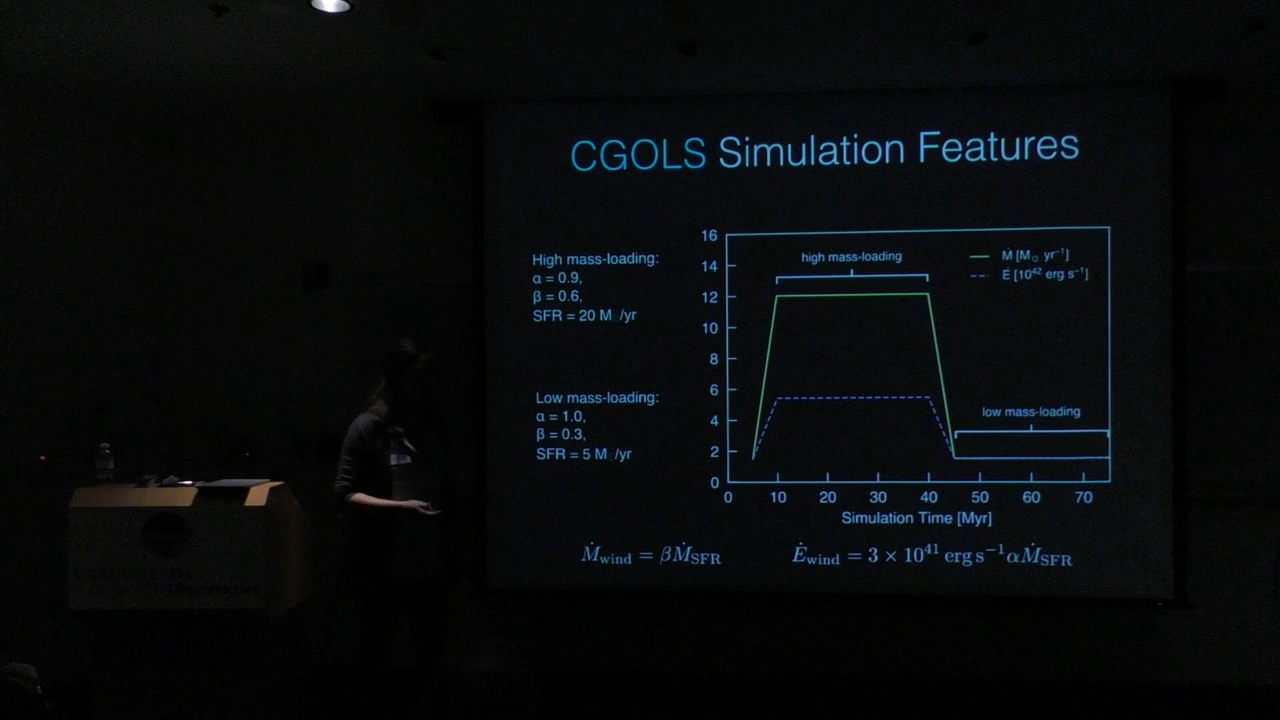 CGOLS Simulation Features
High mass-loading:
α = 0.9,
β = 0.6,
SFR = 20 M /yr
Low mass-loading:
α = 1.0,
β = 0.3,
SFR = 5 M /yr
16
14
12
10
8
6
4
2
0
high mass-loading
Ṁ [M☉ yr⁻¹]
Ė [10⁴² erg s⁻¹]
low mass-loading
0 10 20 30 40 50 60 70
Simulation Time [Myr]
Ṁwind = βṀSFR
Ėwind = 3 × 10⁴¹ erg s⁻¹αṀSFR